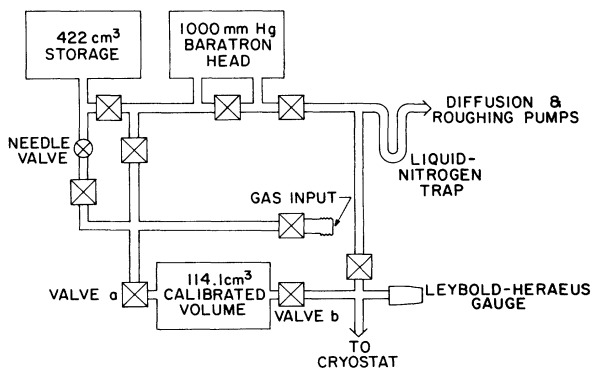 422 cm³
STORAGE
1000 mm Hg
BARATRON
HEAD
DIFFUSION &
ROUGHING PUMPS
NEEDLE
VALVE
LIQUID-
NITROGEN
TRAP
GAS INPUT
VALVE a
114.1cm³
CALIBRATED
VOLUME
VALVE b
LEYBOLD-HERAEUS
GAUGE
TO
CRYOSTAT